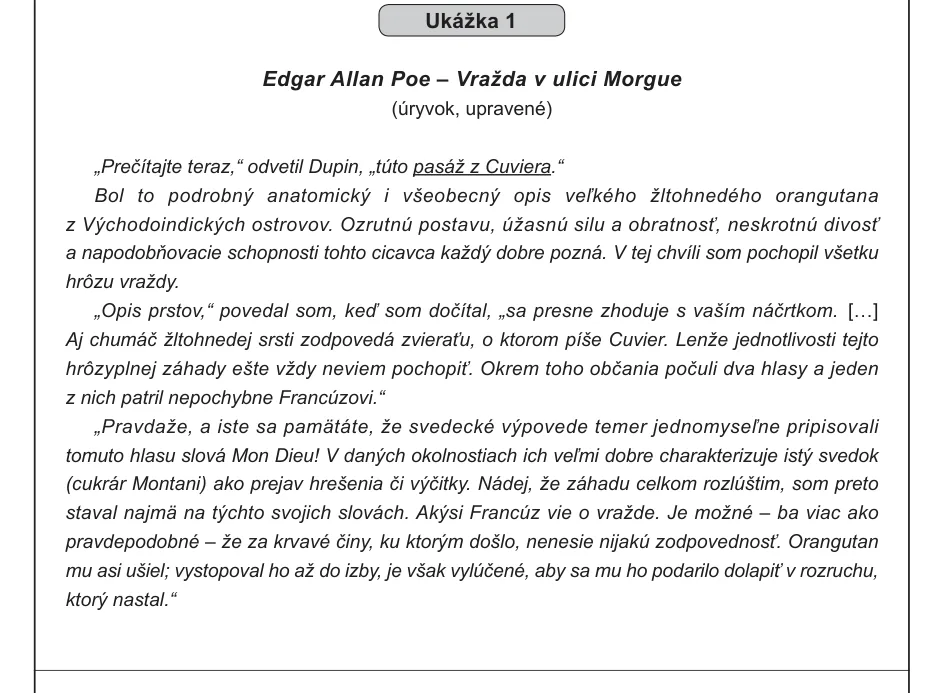 Ukážka 1
Edgar Allan Poe – Vražda v ulici Morgue
(úryvok, upravené)
„Prečítajte teraz,“ odvetil Dupin, „túto pasáž z Cuviera.“
Bol to podrobný anatomický i všeobecný opis veľkého žltohnedého orangutana
z Východoindických ostrovov. Ozrutnú postavu, úžasnú silu a obratnosť, neskrotnú divosť
a napodobňovacie schopnosti tohto cicavca každý dobre pozná. V tej chvíli som pochopil všetku
hrôzu vraždy.
„Opis prstov,“ povedal som, keď som dočítal, „sa presne zhoduje s vaším náčrtkom. […]
Aj chumáč žltohnedej srsti zodpovedá zvieraťu, o ktorom píše Cuvier. Lenže jednotlivosti tejto
hrôzyplnej záhady ešte vždy neviem pochopiť. Okrem toho občania počuli dva hlasy a jeden
z nich patril nepochybne Francúzovi.“
„Pravdaže, a iste sa pamätáte, že svedecké výpovede temer jednomyseľne pripisovali
tomuto hlasu slová Mon Dieu! V daných okolnostiach ich veľmi dobre charakterizuje istý svedok
(cukrár Montani) ako prejav hrešenia či výčitky. Nádej, že záhadu celkom rozlúštim, som preto
staval najmä na týchto svojich slovách. Akýsi Francúz vie o vražde. Je možné – ba viac ako
pravdepodobné – že za krvavé činy, ku ktorým došlo, nenesie nijakú zodpovednosť. Orangutan
mu asi ušiel; vystopoval ho až do izby, je však vylúčené, aby sa mu ho podarilo dolapiť v rozruchu,
ktorý nastal.“